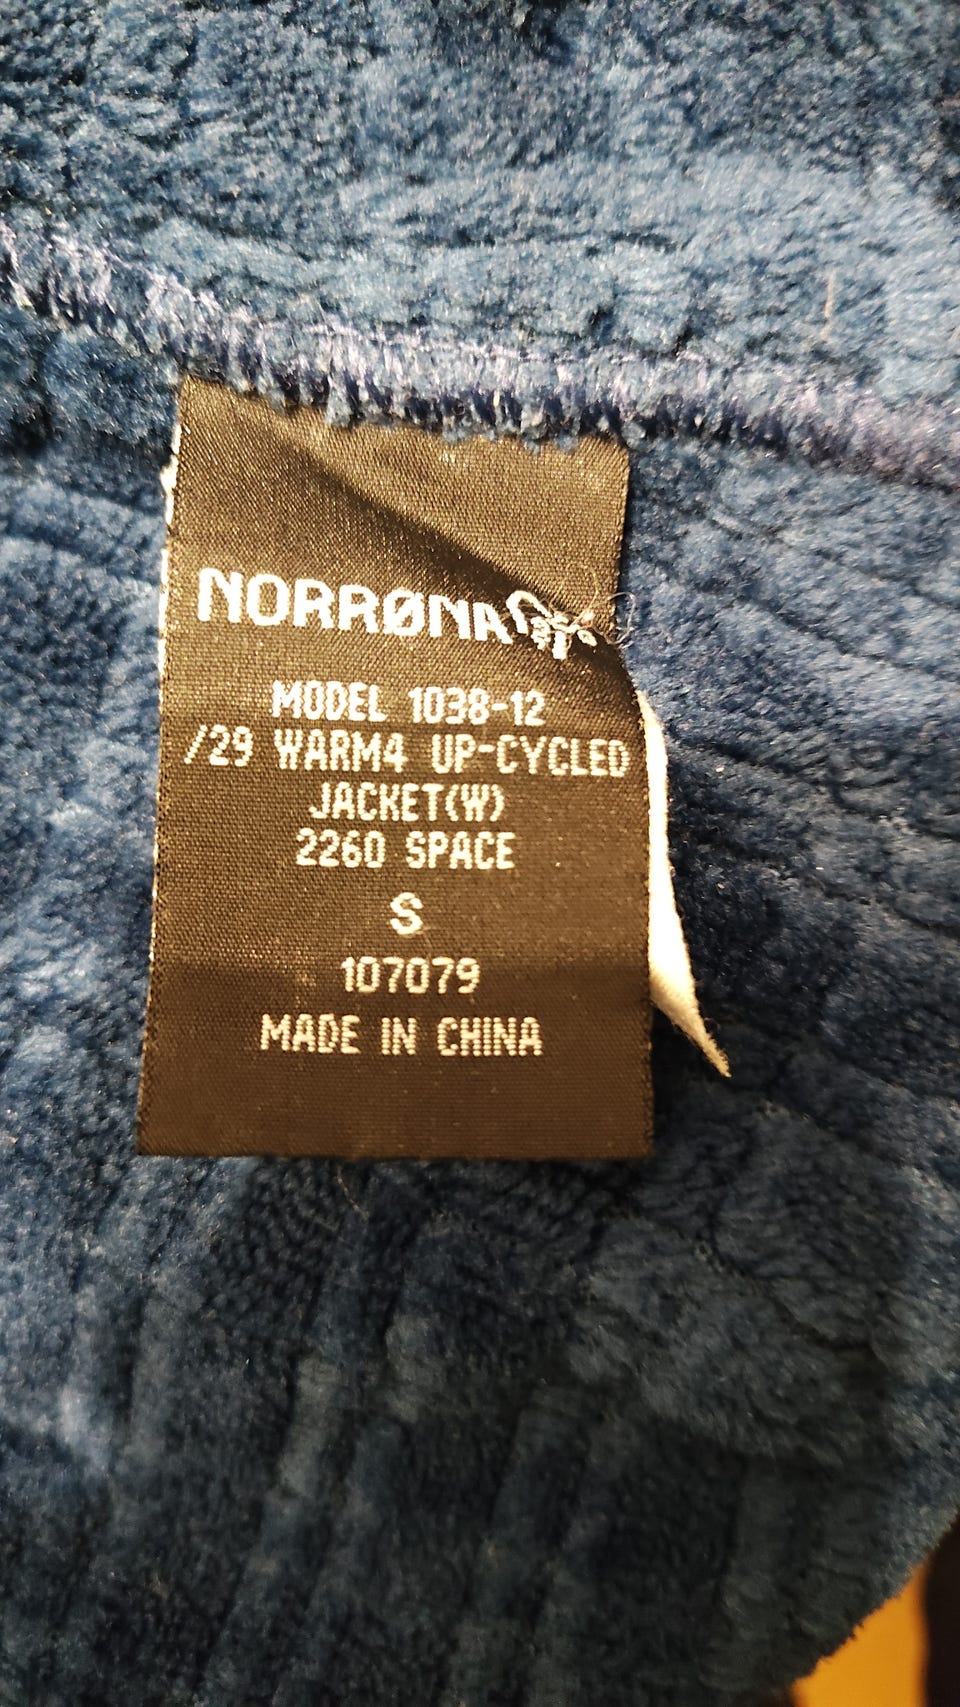 NORRØNA
MODEL 1038-12
/29 WARM4 UP-CYCLED
JACKET(W)
2260 SPACE
S
107079
MADE IN CHINA